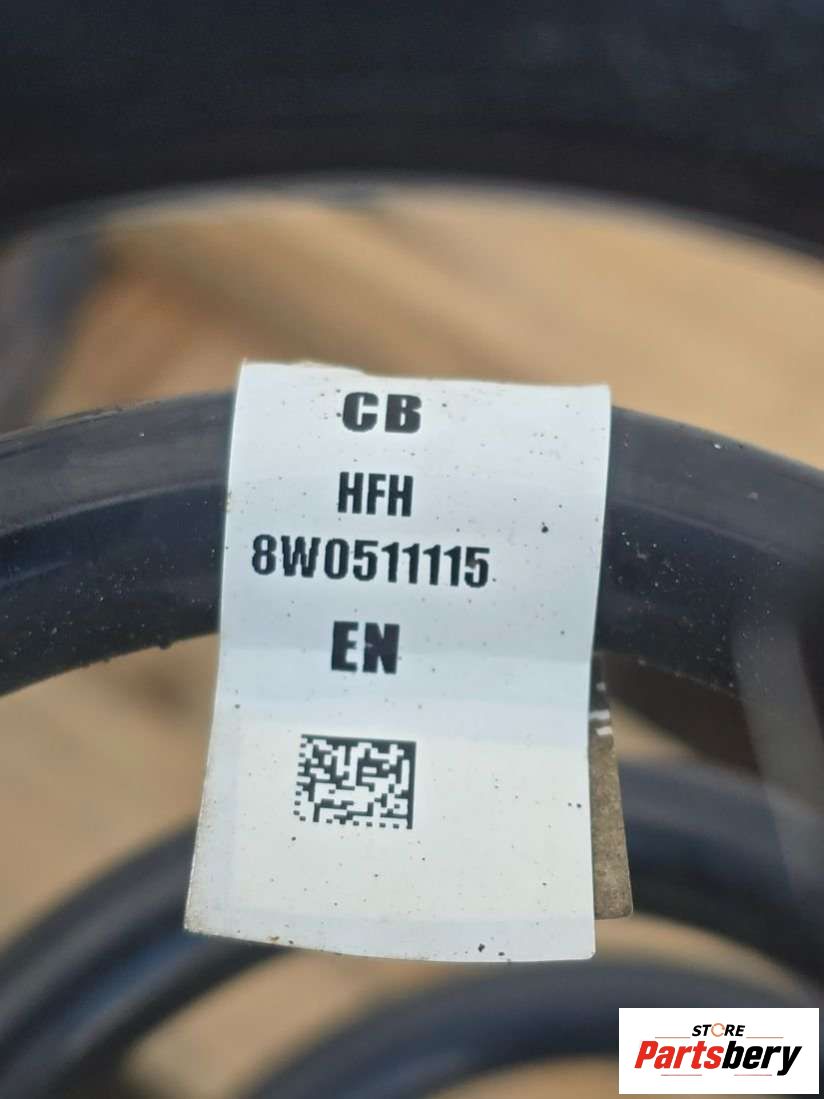 CB
HFH
8W0511115
EN
STORE
Partsbery